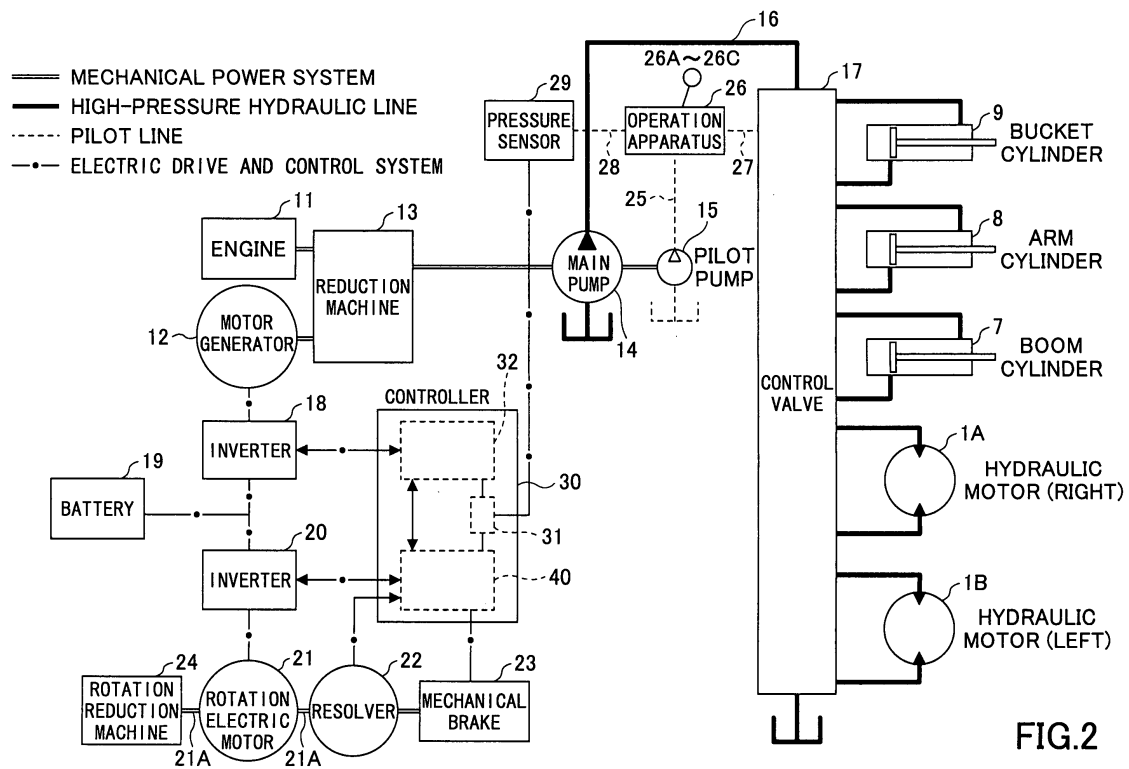 16
26A～26C
17
MECHANICAL POWER SYSTEM
HIGH-PRESSURE HYDRAULIC LINE
PILOT LINE
ELECTRIC DRIVE AND CONTROL SYSTEM
29
PRESSURE
SENSOR
28
26
OPERATION
APPARATUS
27
25
9
BUCKET
CYLINDER
11
ENGINE
13
REDUCTION
MACHINE
MAIN
PUMP
14
15
PILOT
PUMP
8
ARM
CYLINDER
12
MOTOR
GENERATOR
7
BOOM
CYLINDER
CONTROL
VALVE
CONTROLLER
32
18
INVERTER
30
31
19
BATTERY
20
INVERTER
40
1A
HYDRAULIC
MOTOR (RIGHT)
1B
HYDRAULIC
MOTOR (LEFT)
24
ROTATION
REDUCTION
MACHINE
21A
21
ROTATION
ELECTRIC
MOTOR
21A
22
RESOLVER
23
MECHANICAL
BRAKE
FIG.2